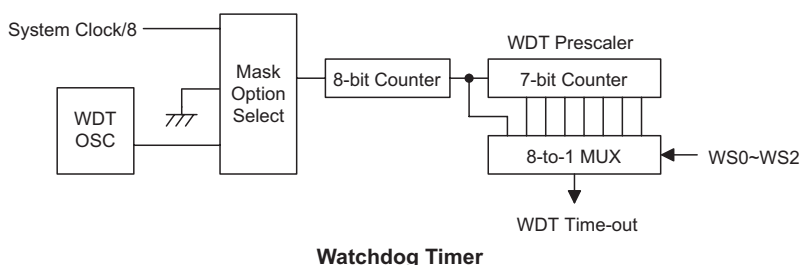 System Clock/8
WDT
OSC
Mask
Option
Select
8-bit Counter
WDT Prescaler
7-bit Counter
8-to-1 MUX
WS0~WS2
WDT Time-out
Watchdog Timer